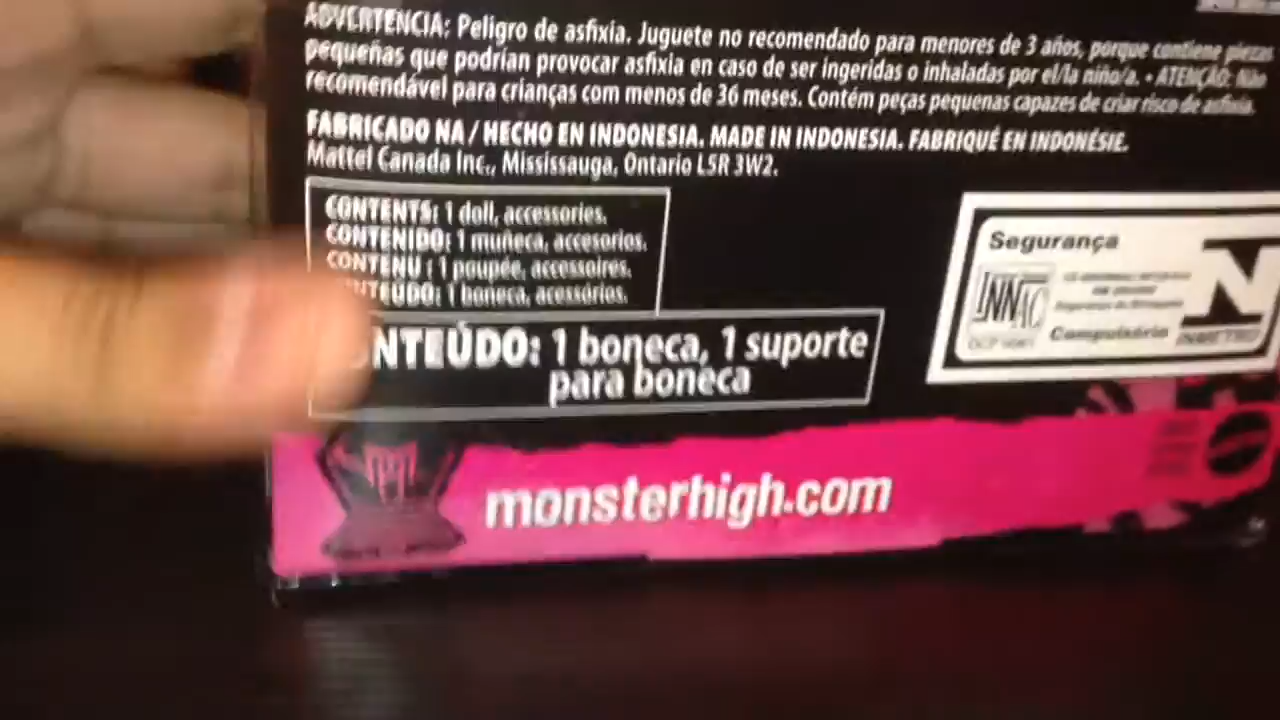 ADVERTENCIA: Peligro de asfixia. Juguete no recomendado para menores de 3 años, porque contiene piezas
pequeñas que podrían provocar asfixia en caso de ser ingeridas o inhaladas por el/la niño/a. • ATENÇÃO: Não
recomendável para crianças com menos de 36 meses. Contém peças pequenas capazes de criar risco de asfixia.
FABRICADO NA / HECHO EN INDONESIA. MADE IN INDONESIA. FABRIQUÉ EN INDONÉSIE.
Mattel Canada Inc., Mississauga, Ontario L5R 3W2.
CONTENTS: 1 doll, accessories.
CONTENIDO: 1 muñeca, accesorios.
CONTENU : 1 poupée, accessoires.
NTEÚDO: 1 boneca, acessórios.
NTEÚDO: 1 boneca, 1 suporte
para boneca
Segurança
Compulsório
N
monsterhigh.com